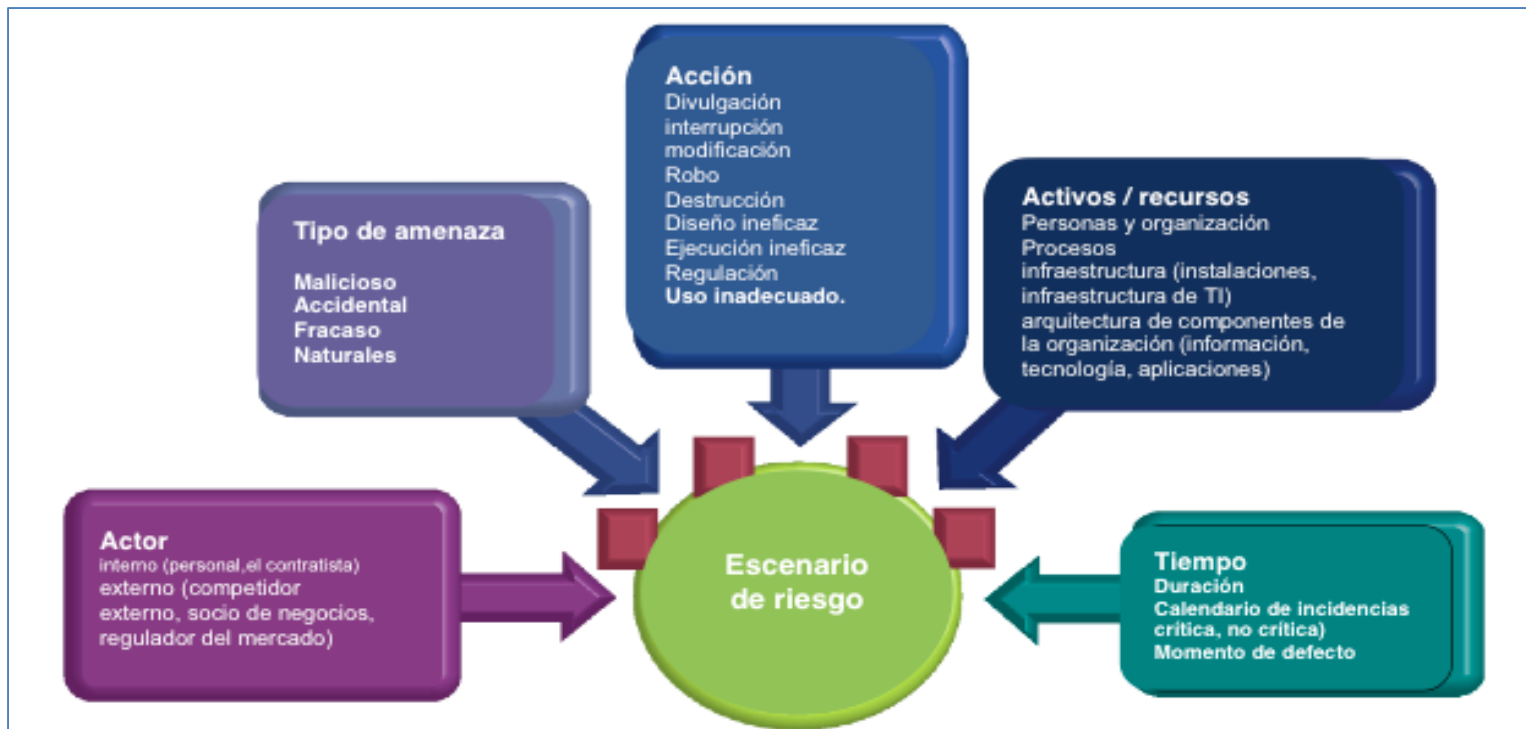 Acción
Divulgación
interrupción
modificación
Robo
Destrucción
Diseño ineficaz
Ejecución ineficaz
Regulación
Uso inadecuado.
Tipo de amenaza
Malicioso
Accidental
Fracaso
Naturales
Activos / recursos
Personas y organización
Procesos
infraestructura (instalaciones,
infraestructura de TI)
arquitectura de componentes de
la organización (información,
tecnología, aplicaciones)
Actor
interno (personal,el contratista)
externo (competidor
externo, socio de negocios,
regulador del mercado)
Escenario
de riesgo
Tiempo
Duración
Calendario de incidencias
crítica, no crítica)
Momento de defecto